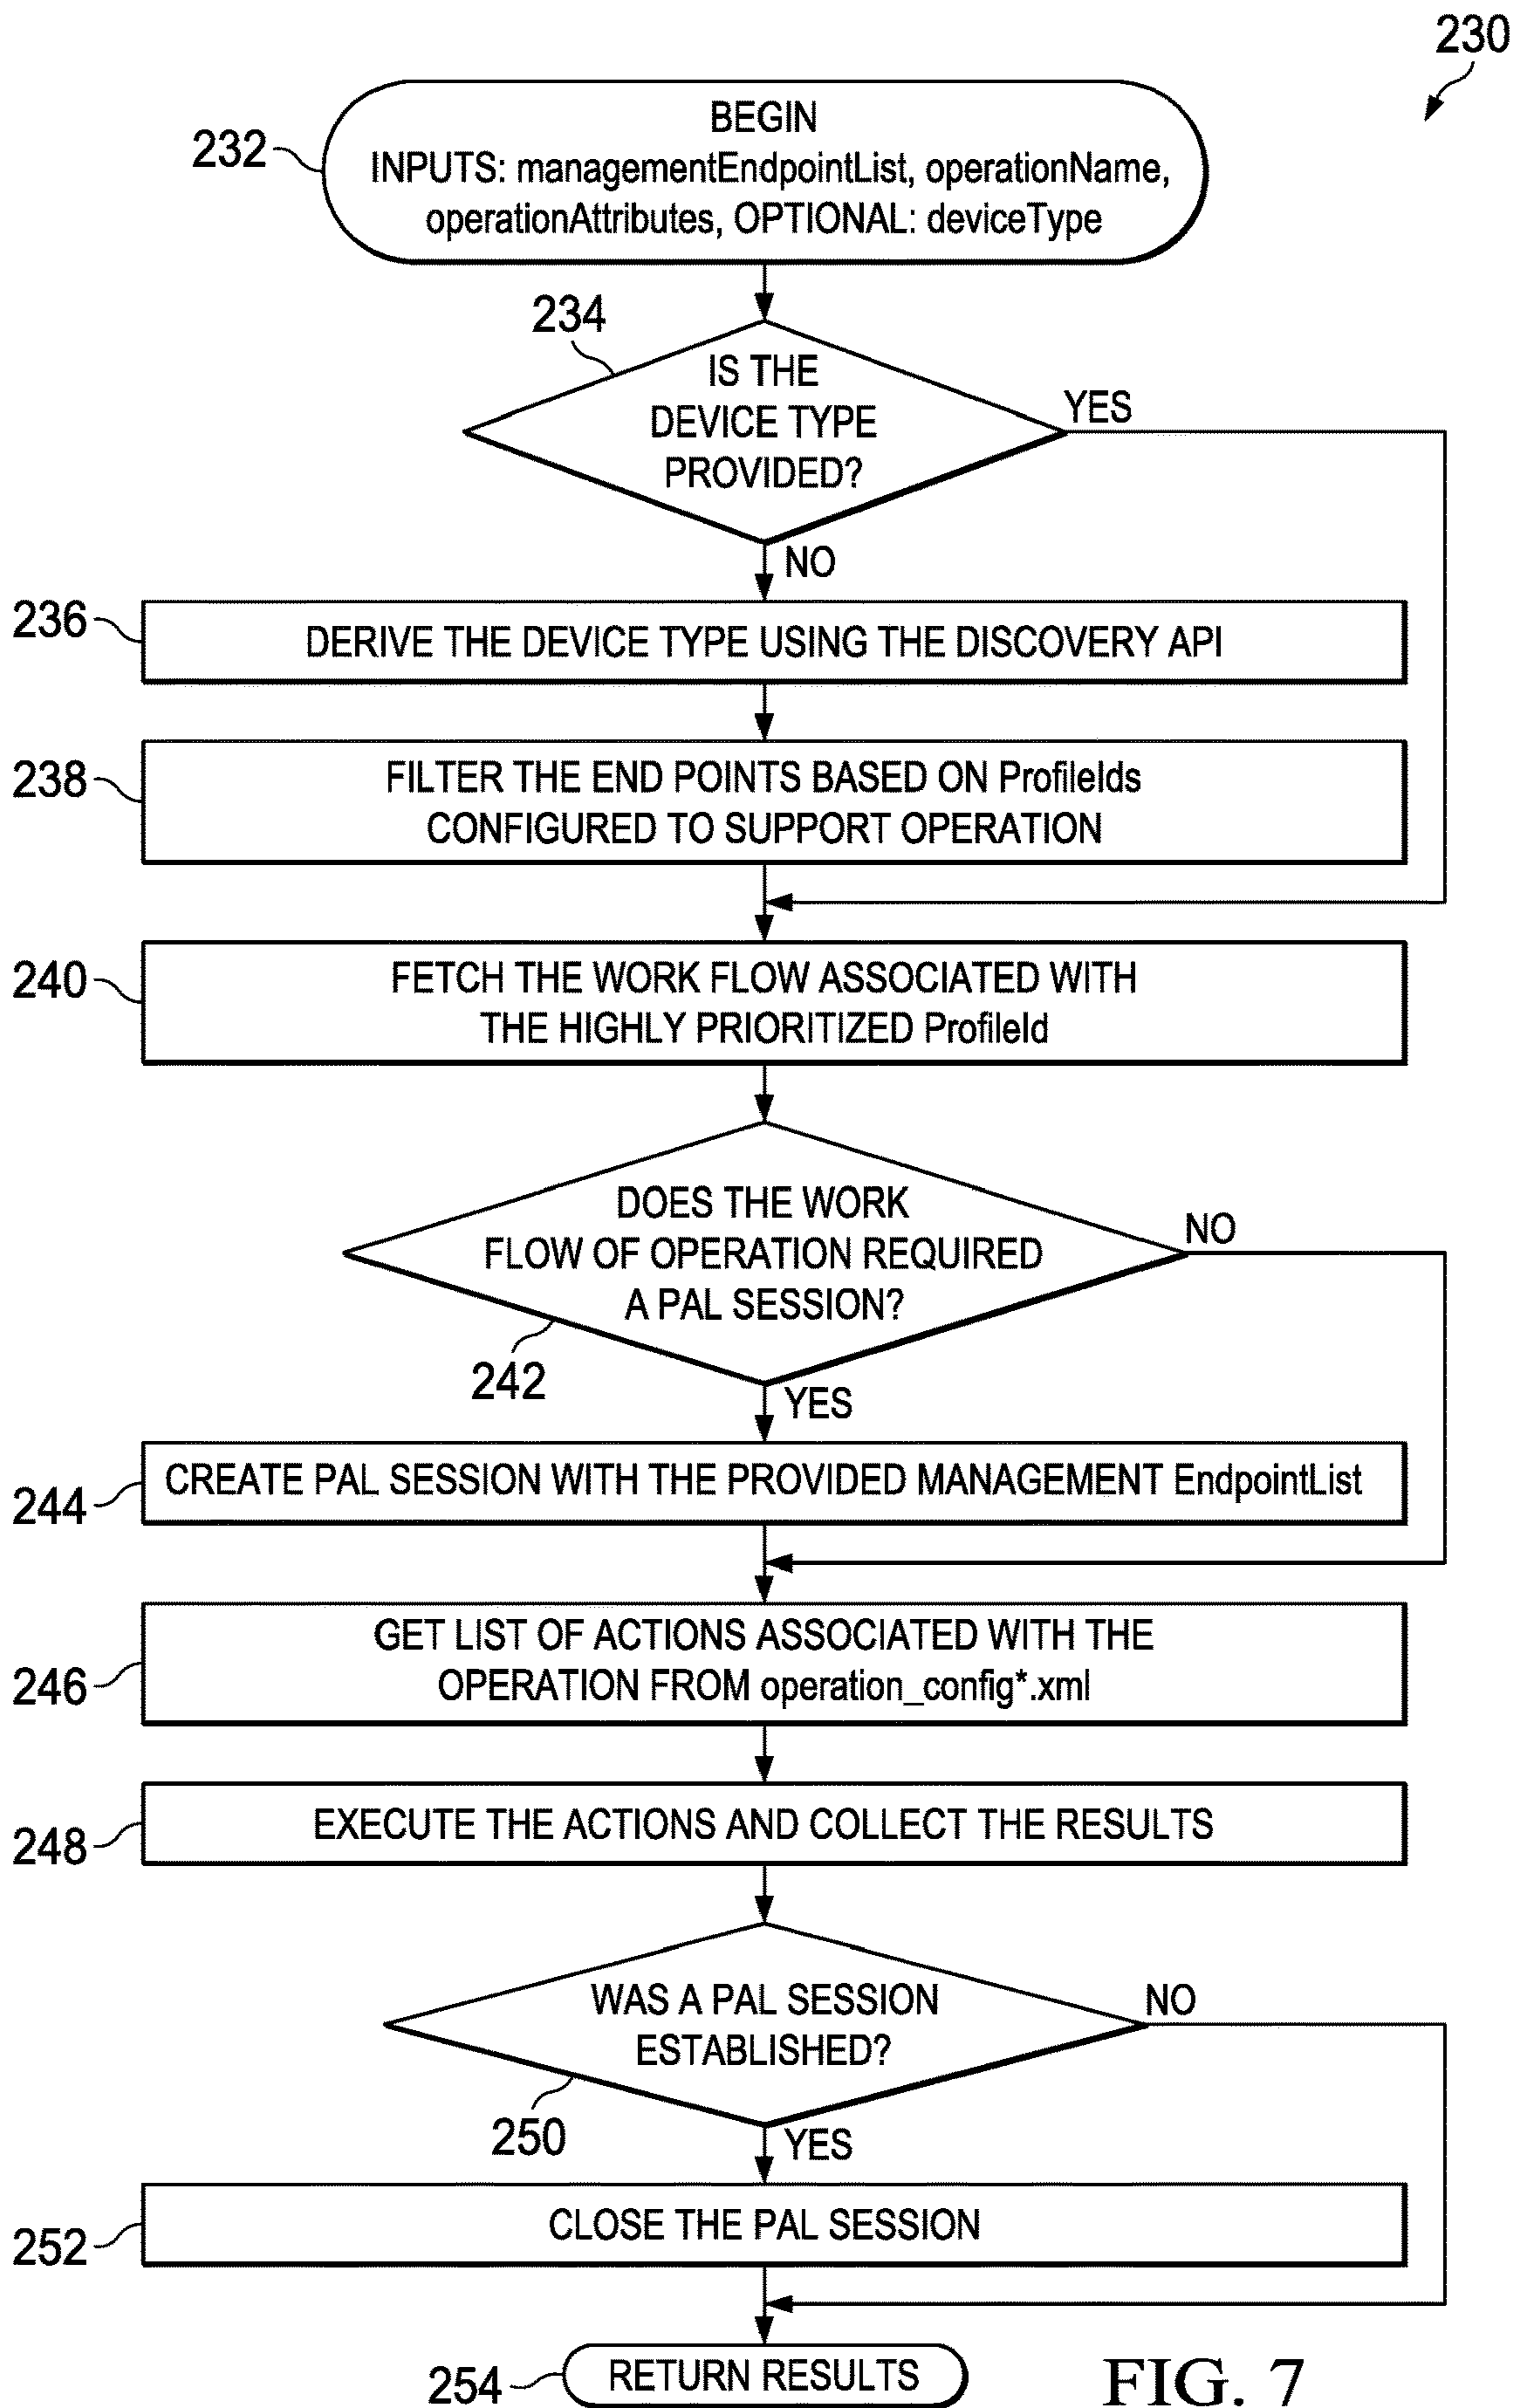 230
BEGIN
232
INPUTS: managementEndpointList, operationName,
operationAttributes, OPTIONAL: deviceType
234
IS THE
DEVICE TYPE
PROVIDED?
YES
NO
236
DERIVE THE DEVICE TYPE USING THE DISCOVERY API
238
FILTER THE END POINTS BASED ON ProfileIds
CONFIGURED TO SUPPORT OPERATION
240
FETCH THE WORK FLOW ASSOCIATED WITH
THE HIGHLY PRIORITIZED ProfileId
DOES THE WORK
FLOW OF OPERATION REQUIRED
A PAL SESSION?
NO
242
YES
CREATE PAL SESSION WITH THE PROVIDED MANAGEMENT EndpointList
244
GET LIST OF ACTIONS ASSOCIATED WITH THE
OPERATION FROM operation_config*.xml
246
EXECUTE THE ACTIONS AND COLLECT THE RESULTS
248
WAS A PAL SESSION
ESTABLISHED?
NO
250
YES
CLOSE THE PAL SESSION
252
RETURN RESULTS
254
FIG. 7